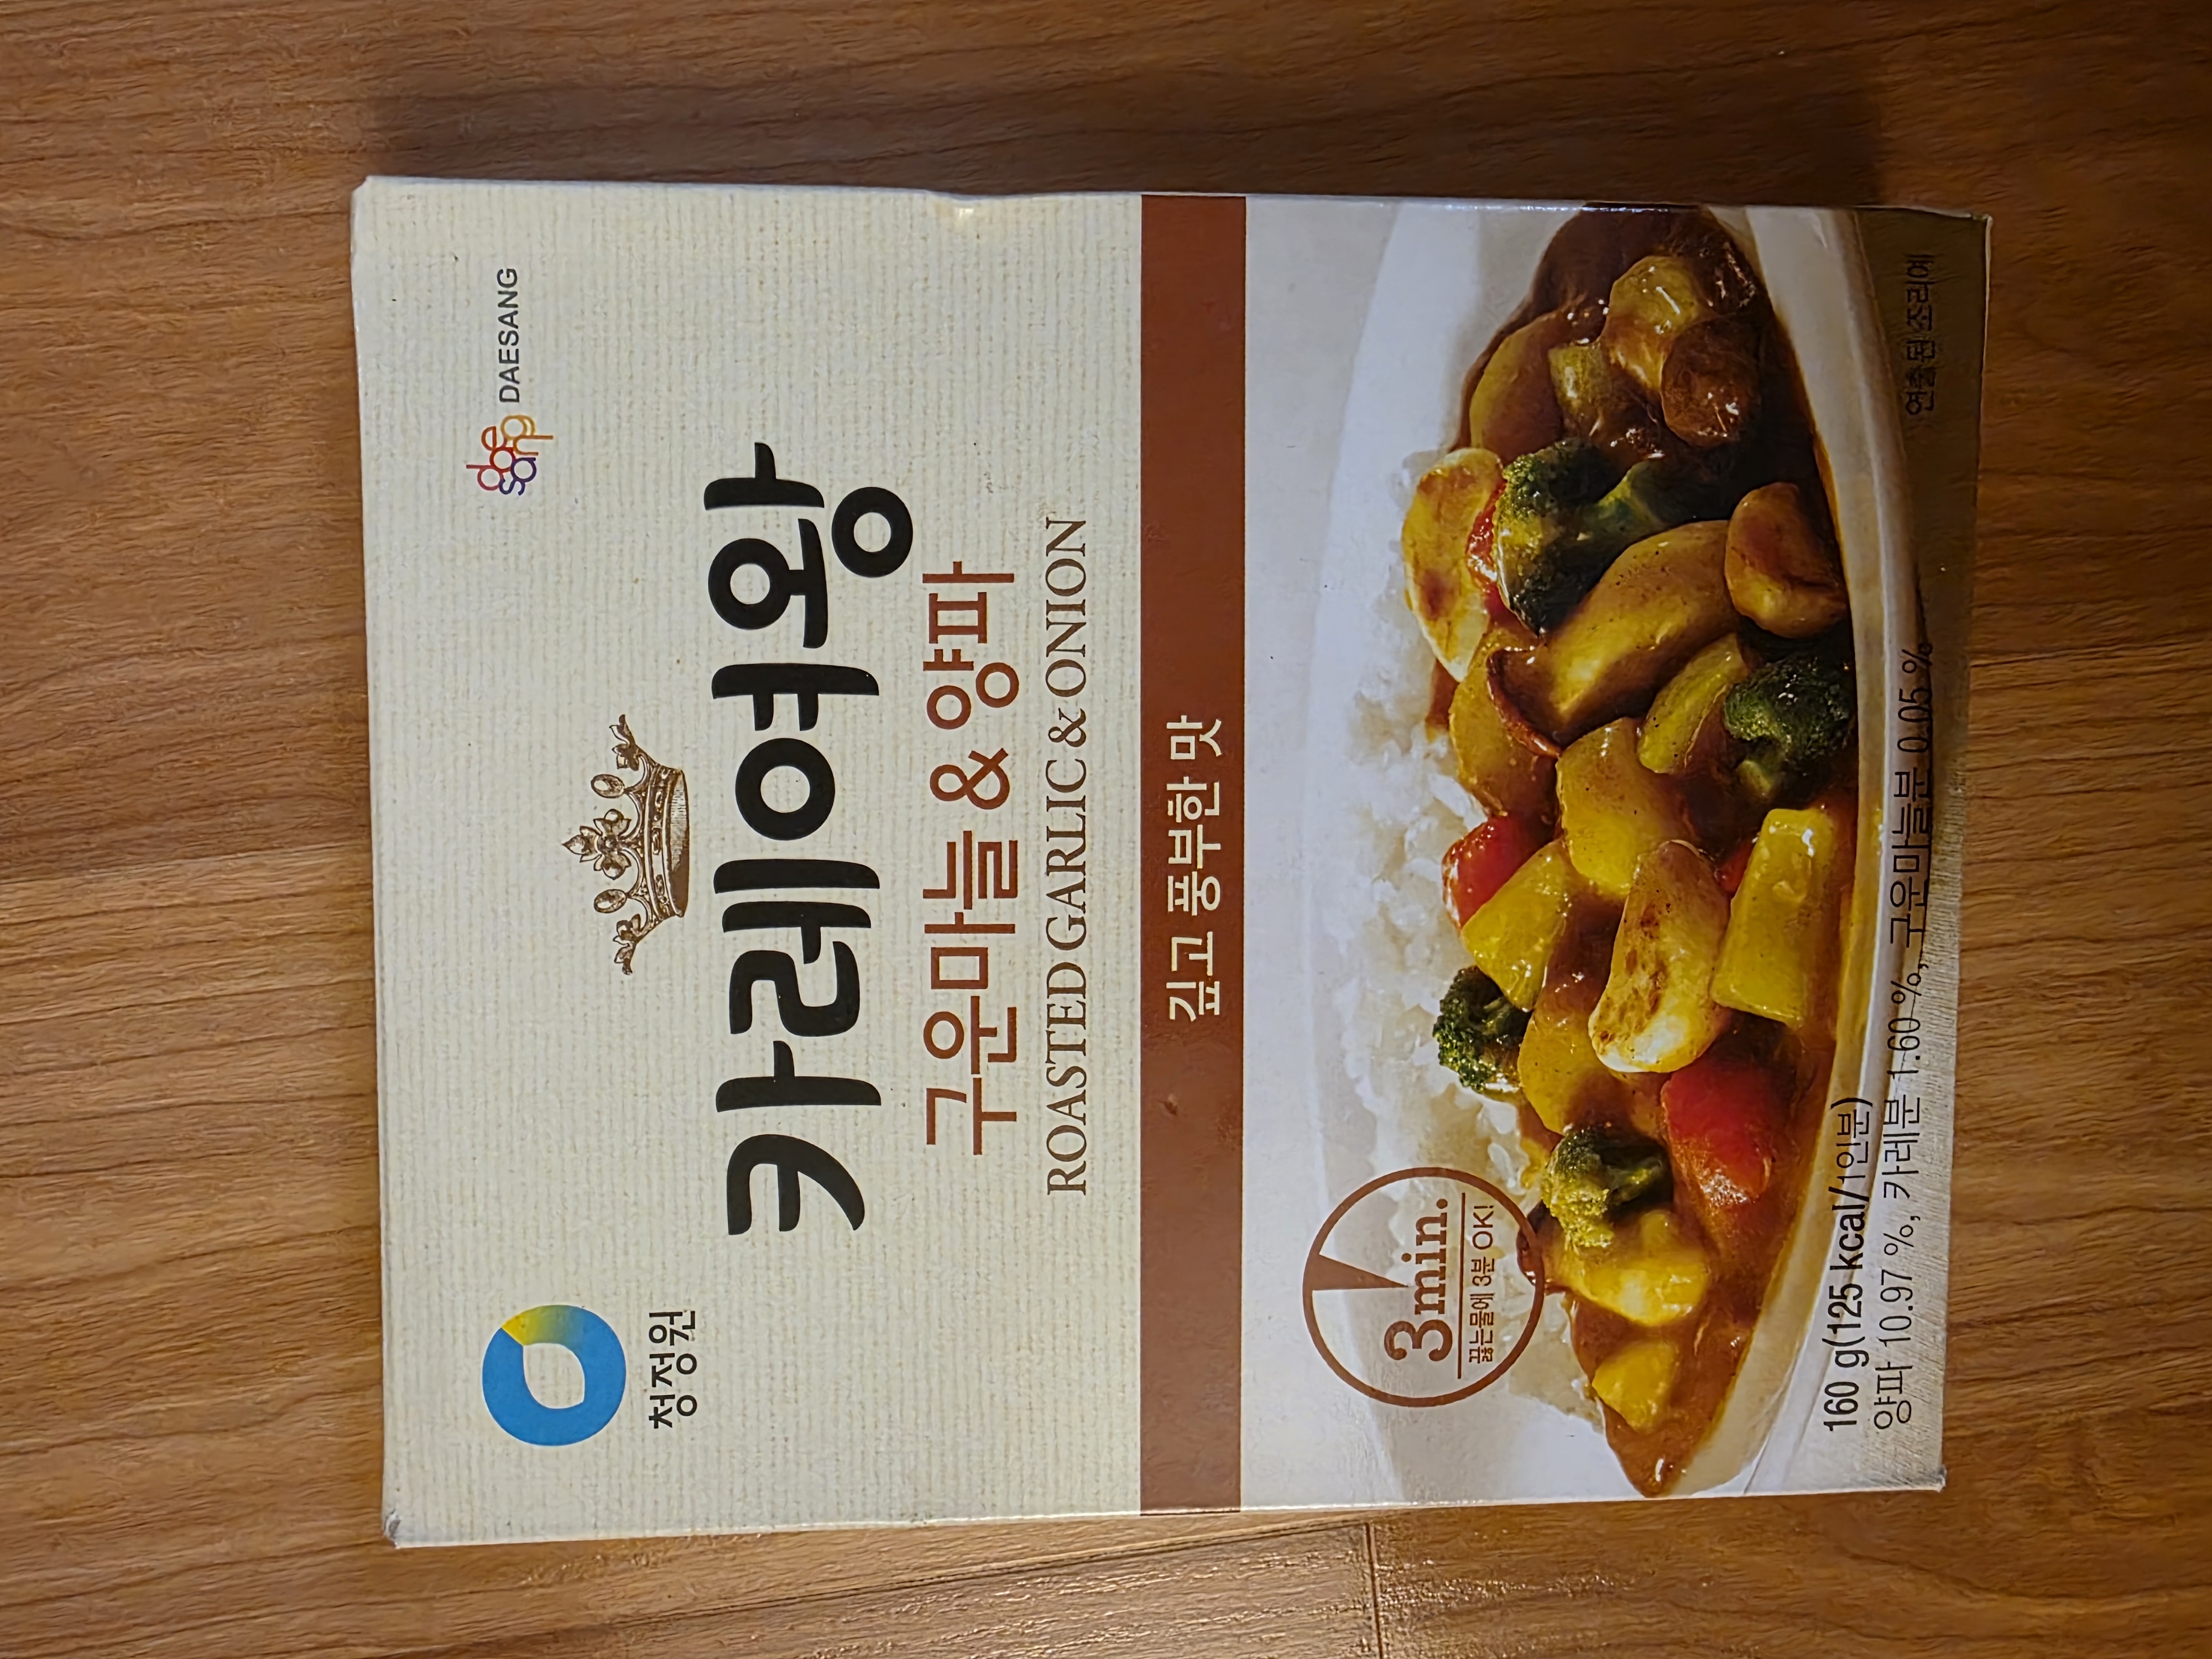 청정원
daesang DAESANG
카레여왕
구운마늘 & 양파
ROASTED GARLIC & ONION
깊고 풍부한 맛
3min.
끓는물에 3분 OK!
160 g(125 kcal/1인분)
양파 10.97 %, 카레분 1.60 %, 구운마늘분 0.05 %
연출된 조리예